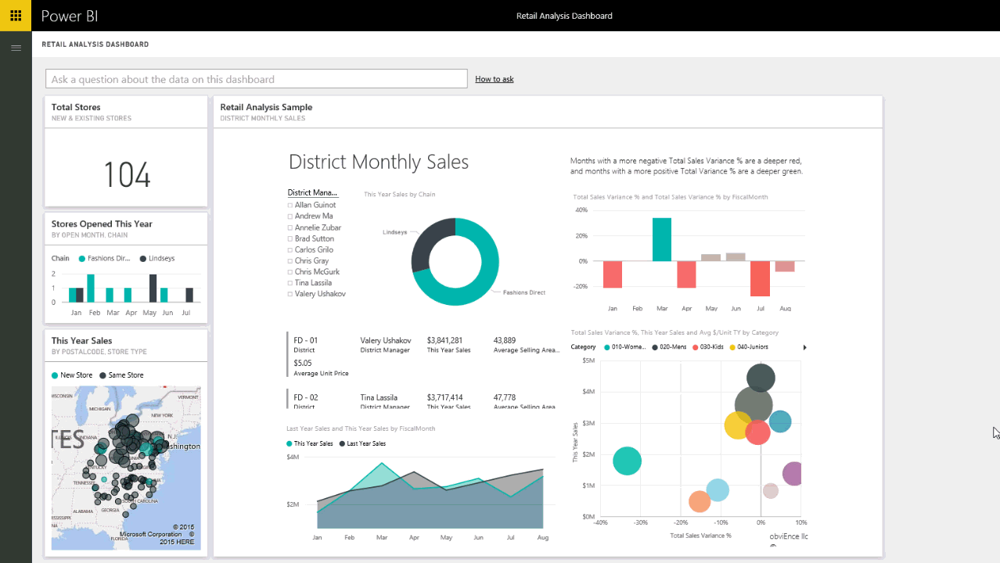 Power BI
Retail Analysis Dashboard
RETAIL ANALYSIS DASHBOARD
Ask a question about the data on this dashboard
How to ask
Total Stores
NEW & EXISTING STORES
104
Stores Opened This Year
BY OPEN MONTH, CHAIN
Chain Fashions Dir... Lindseys
2
1
0
Jan Feb Mar Apr May Jun Jul
This Year Sales
BY POSTALCODE, STORE TYPE
New Store Same Store
VERMONT
MICHIGAN
NEW YORK
TES
INDIANA
N.J.
shington
TENNESSEE
SOUTH CAROLINA
ALABAMA
GEORGIA
FLORIDA
© 2015
Microsoft Corporation ©
2015 HERE
Retail Analysis Sample
DISTRICT MONTHLY SALES
District Monthly Sales
District Mana...
Allan Guinot
Andrew Ma
Annelie Zubar
Brad Sutton
Carlos Grilo
Chris Gray
Chris McGurk
Tina Lassila
Valery Ushakov
This Year Sales by Chain
Lindseys
Fashions Direct
FD - 01 Valery Ushakov $3,841,281 43,889
District District Manager This Year Sales Average Selling Area...
$5.05
Average Unit Price
FD - 02 Tina Lassila $3,717,414 47,778
District District Manager This Year Sales Average Selling Area...
Last Year Sales and This Year Sales by FiscalMonth
This Year Sales Last Year Sales
$4M
$2M
Jan Feb Mar Apr May Jun Jul Aug
Months with a more negative Total Sales Variance % are a deeper red,
and months with a more positive Total Variance % are a deeper green.
Total Sales Variance % and Total Sales Variance % by FiscalMonth
40%
20%
0%
-20%
Jan Feb Mar Apr May Jun Jul Aug
Total Sales Variance %, This Year Sales and Avg $/Unit TY by Category
Category 010-Wome... 020-Mens 030-Kids 040-Juniors
$5M
$4M
$3M
$2M
$1M
$0M
This Year Sales
-40% -30% -20% -10% 0% 10%
Total Sales Variance %
obviEnce llc
©